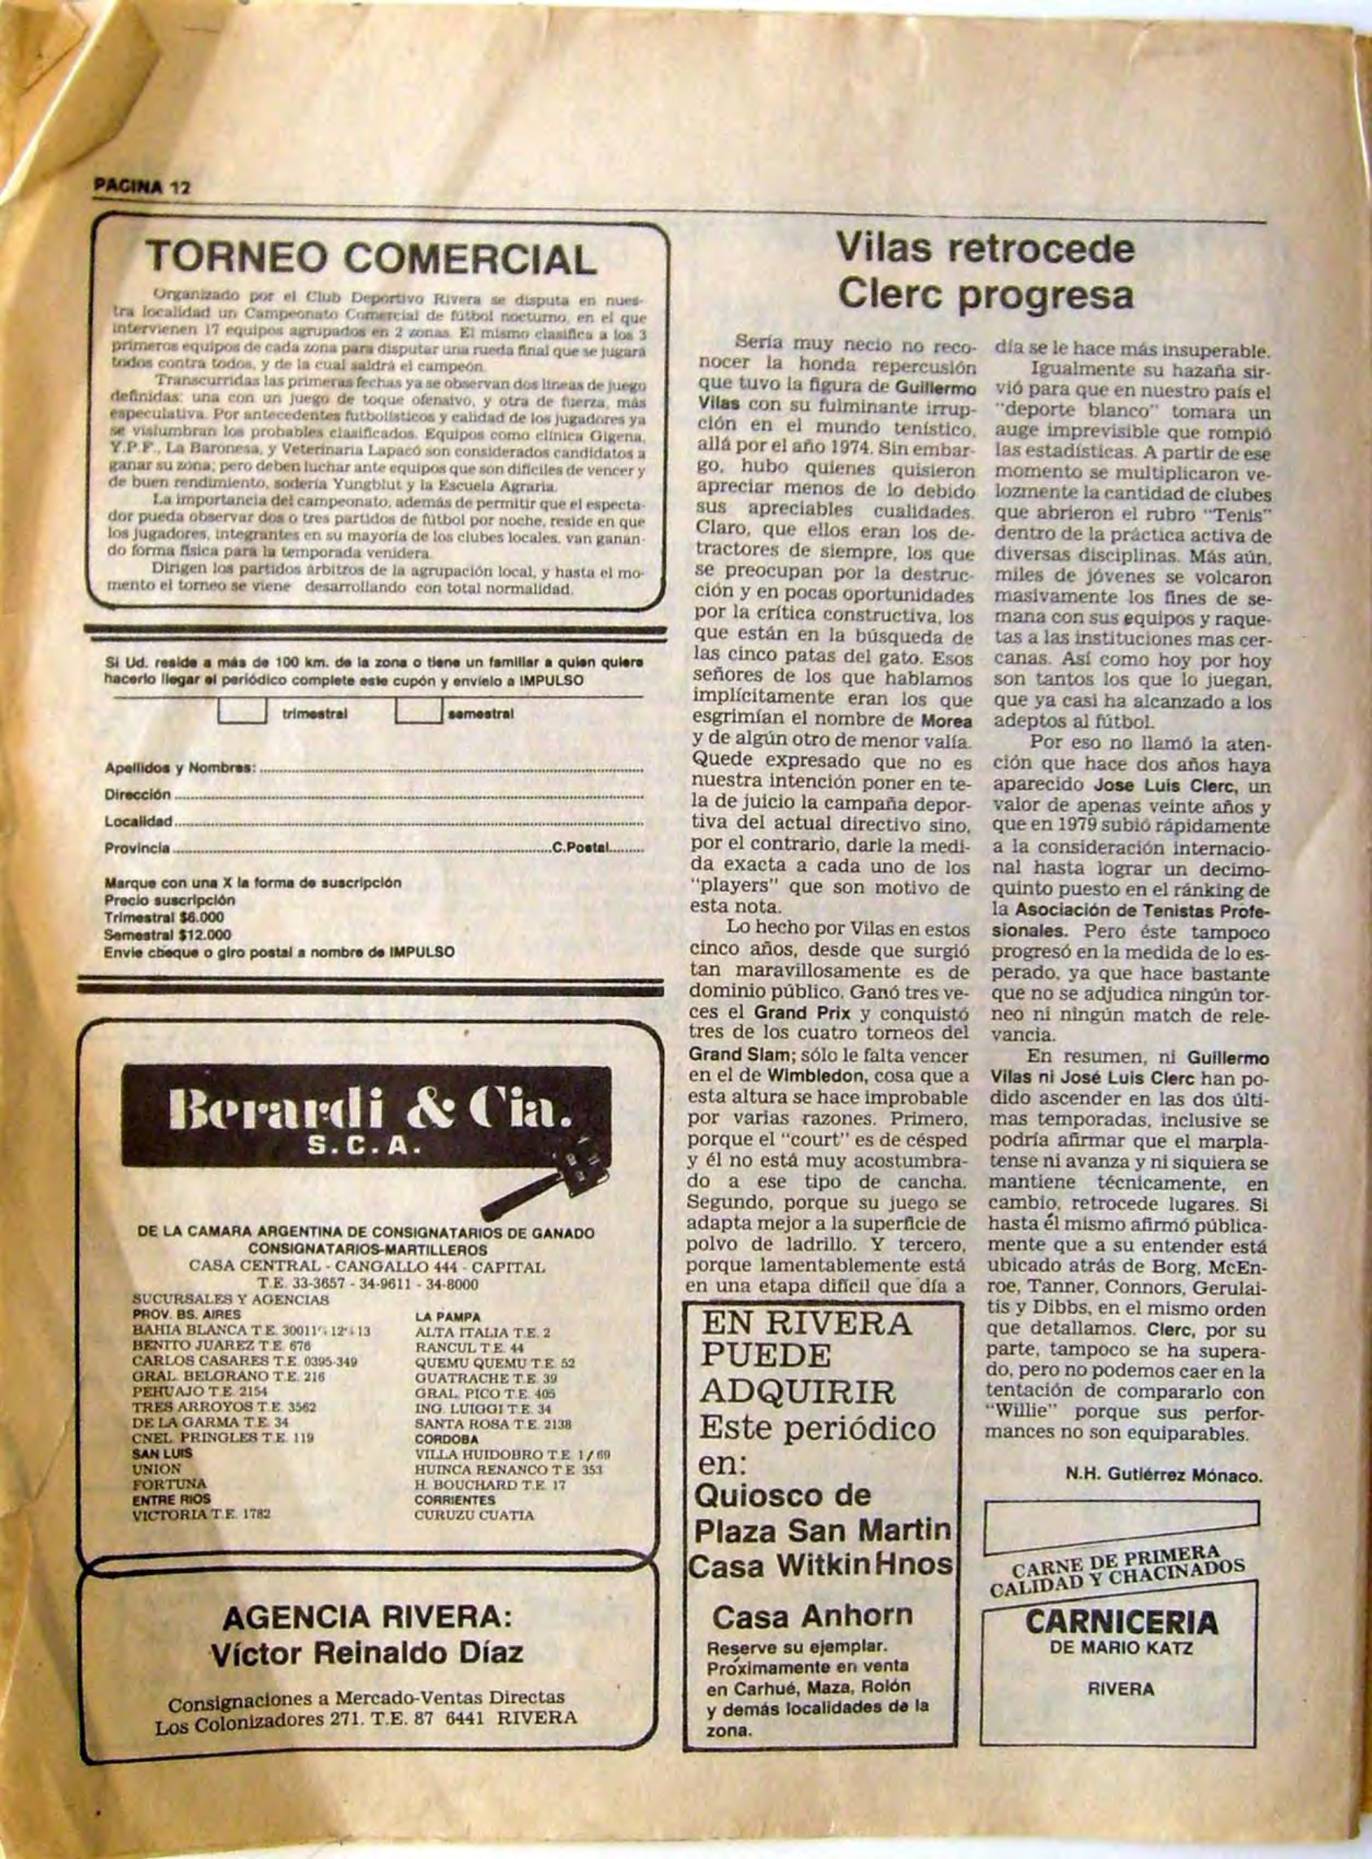 PAGINA 12
TORNEO COMERCIAL
Organizado por el Club Deportivo Rivera se disputa en nues-
tra localidad un Campeonato Comercial de fútbol nocturno, en el que
intervienen 17 equipos agrupados en 2 zonas. El mismo clasifica a los 3
primeros equipos de cada zona para disputar una rueda final que se jugará
todos contra todos, y de la cual saldrá el campeón.
Transcurridas las primeras fechas ya se observan dos líneas de juego
definidas: una con un juego de toque ofensivo, y otra de fuerza, más
especulativa. Por antecedentes futbolísticos y calidad de los jugadores ya
se vislumbran los probables clasificados. Equipos como clínica Gigena,
Y.P.F., La Baronesa, y Veterinaria Lapacó son considerados candidatos a
ganar su zona; pero deben luchar ante equipos que son difíciles de vencer y
de buen rendimiento, sodería Yungblut y la Escuela Agraria.
La importancia del campeonato, además de permitir que el especta-
dor pueda observar dos o tres partidos de fútbol por noche, reside en que
los jugadores, integrantes en su mayoría de los clubes locales, van ganan-
do forma física para la temporada venidera.
Dirigen los partidos árbitros de la agrupación local, y hasta el mo-
mento el torneo se viene desarrollando con total normalidad.
Si Ud. reside a más de 100 km. de la zona o tiene un familiar a quien quiera
hacerlo llegar el periódico complete este cupón y envíelo a IMPULSO
trimestral semestral
Apellidos y Nombres:
Dirección
Localidad
Provincia C.Postal
Marque con una X la forma de suscripción
Precio suscripción
Trimestral $6.000
Semestral $12.000
Envíe cheque o giro postal a nombre de IMPULSO
Berardi & Cia.
S.C.A.
DE LA CAMARA ARGENTINA DE CONSIGNATARIOS DE GANADO
CONSIGNATARIOS-MARTILLEROS
CASA CENTRAL - CANGALLO 444 - CAPITAL
T.E. 33-3657 - 34-9611 - 34-8000
SUCURSALES Y AGENCIAS
PROV. BS. AIRES
BAHIA BLANCA T.E. 30011 - 12 - 13
BENITO JUAREZ T.E. 676
CARLOS CASARES T.E. 0395-349
GRAL. BELGRANO T.E. 216
PEHUAJO T.E. 2154
TRES ARROYOS T.E. 3562
DE LA GARMA T.E. 34
CNEL. PRINGLES T.E. 119
SAN LUIS
UNION
FORTUNA
ENTRE RIOS
VICTORIA T.E. 1782
LA PAMPA
ALTA ITALIA T.E. 2
RANCUL T.E. 44
QUEMU QUEMU T.E. 52
GUATRACHE T.E. 39
GRAL. PICO T.E. 405
ING. LUIGGI T.E. 34
SANTA ROSA T.E. 2138
CORDOBA
VILLA HUIDOBRO T.E. 1/69
HUINCA RENANCO T.E. 353
H. BOUCHARD T.E. 17
CORRIENTES
CURUZU CUATIA
AGENCIA RIVERA:
Víctor Reinaldo Díaz
Consignaciones a Mercado-Ventas Directas
Los Colonizadores 271. T.E. 87 6441 RIVERA
Vilas retrocede
Clerc progresa
Sería muy necio no reco-
nocer la honda repercusión
que tuvo la figura de Guillermo
Vilas con su fulminante irrup-
ción en el mundo tenístico,
allá por el año 1974. Sin embar-
go, hubo quienes quisieron
apreciar menos de lo debido
sus apreciables cualidades.
Claro, que ellos eran los de-
tractores de siempre, los que
se preocupan por la destruc-
ción y en pocas oportunidades
por la crítica constructiva, los
que están en la búsqueda de
las cinco patas del gato. Esos
señores de los que hablamos
implícitamente eran los que
esgrimían el nombre de Morea
y de algún otro de menor valía.
Quede expresado que no es
nuestra intención poner en te-
la de juicio la campaña depor-
tiva del actual directivo sino,
por el contrario, darle la medi-
da exacta a cada uno de los
"players" que son motivo de
esta nota.
Lo hecho por Vilas en estos
cinco años, desde que surgió
tan maravillosamente es de
dominio público. Ganó tres ve-
ces el Grand Prix y conquistó
tres de los cuatro torneos del
Grand Slam; sólo le falta vencer
en el de Wimbledon, cosa que a
esta altura se hace improbable
por varias razones. Primero,
porque el "court" es de césped
y él no está muy acostumbra-
do a ese tipo de cancha.
Segundo, porque su juego se
adapta mejor a la superficie de
polvo de ladrillo. Y tercero,
porque lamentablemente está
en una etapa difícil que día a
día se le hace más insuperable.
Igualmente su hazaña sir-
vió para que en nuestro país el
"deporte blanco" tomara un
auge imprevisible que rompió
las estadísticas. A partir de ese
momento se multiplicaron ve-
lozmente la cantidad de clubes
que abrieron el rubro "Tenis"
dentro de la práctica activa de
diversas disciplinas. Más aún,
miles de jóvenes se volcaron
masivamente los fines de se-
mana con sus equipos y raque-
tas a las instituciones mas cer-
canas. Así como hoy por hoy
son tantos los que lo juegan,
que ya casi ha alcanzado a los
adeptos al fútbol.
Por eso no llamó la aten-
ción que hace dos años haya
aparecido Jose Luis Clerc, un
valor de apenas veinte años y
que en 1979 subió rápidamente
a la consideración internacio-
nal hasta lograr un decimo-
quinto puesto en el ránking de
la Asociación de Tenistas Profe-
sionales. Pero éste tampoco
progresó en la medida de lo es-
perado, ya que hace bastante
que no se adjudica ningún tor-
neo ni ningún match de rele-
vancia.
En resumen, ni Guillermo
Vilas ni José Luis Clerc han po-
dido ascender en las dos últi-
mas temporadas, inclusive se
podría afirmar que el marpla-
tense ni avanza y ni siquiera se
mantiene técnicamente, en
cambio, retrocede lugares. Si
hasta él mismo afirmó pública-
mente que a su entender está
ubicado atrás de Borg, McEn-
roe, Tanner, Connors, Gerulai-
tis y Dibbs, en el mismo orden
que detallamos. Clerc, por su
parte, tampoco se ha supera-
do, pero no podemos caer en la
tentación de compararlo con
"Willie" porque sus perfor-
mances no son equiparables.
N.H. Gutiérrez Mónaco.
EN RIVERA
PUEDE
ADQUIRIR
Este periódico
en:
Quiosco de
Plaza San Martin
Casa Witkin Hnos
Casa Anhorn
Reserve su ejemplar.
Próximamente en venta
en Carhué, Maza, Rolón
y demás localidades de la
zona.
CARNE DE PRIMERA
CALIDAD Y CHACINADOS
CARNICERIA
DE MARIO KATZ
RIVERA